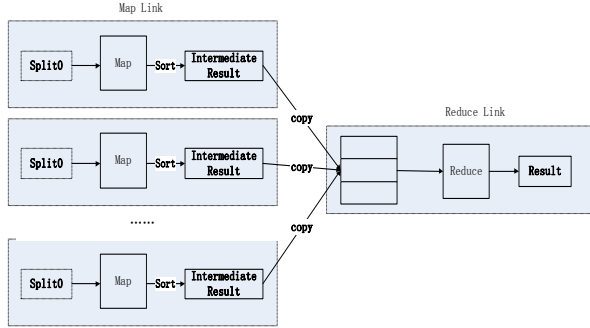 Map Link
Split0
Map
Sort
Intermediate
Result
copy
Reduce Link
Split0
Map
Sort
Intermediate
Result
copy
Reduce
Result
......
copy
Split0
Map
Sort
Intermediate
Result